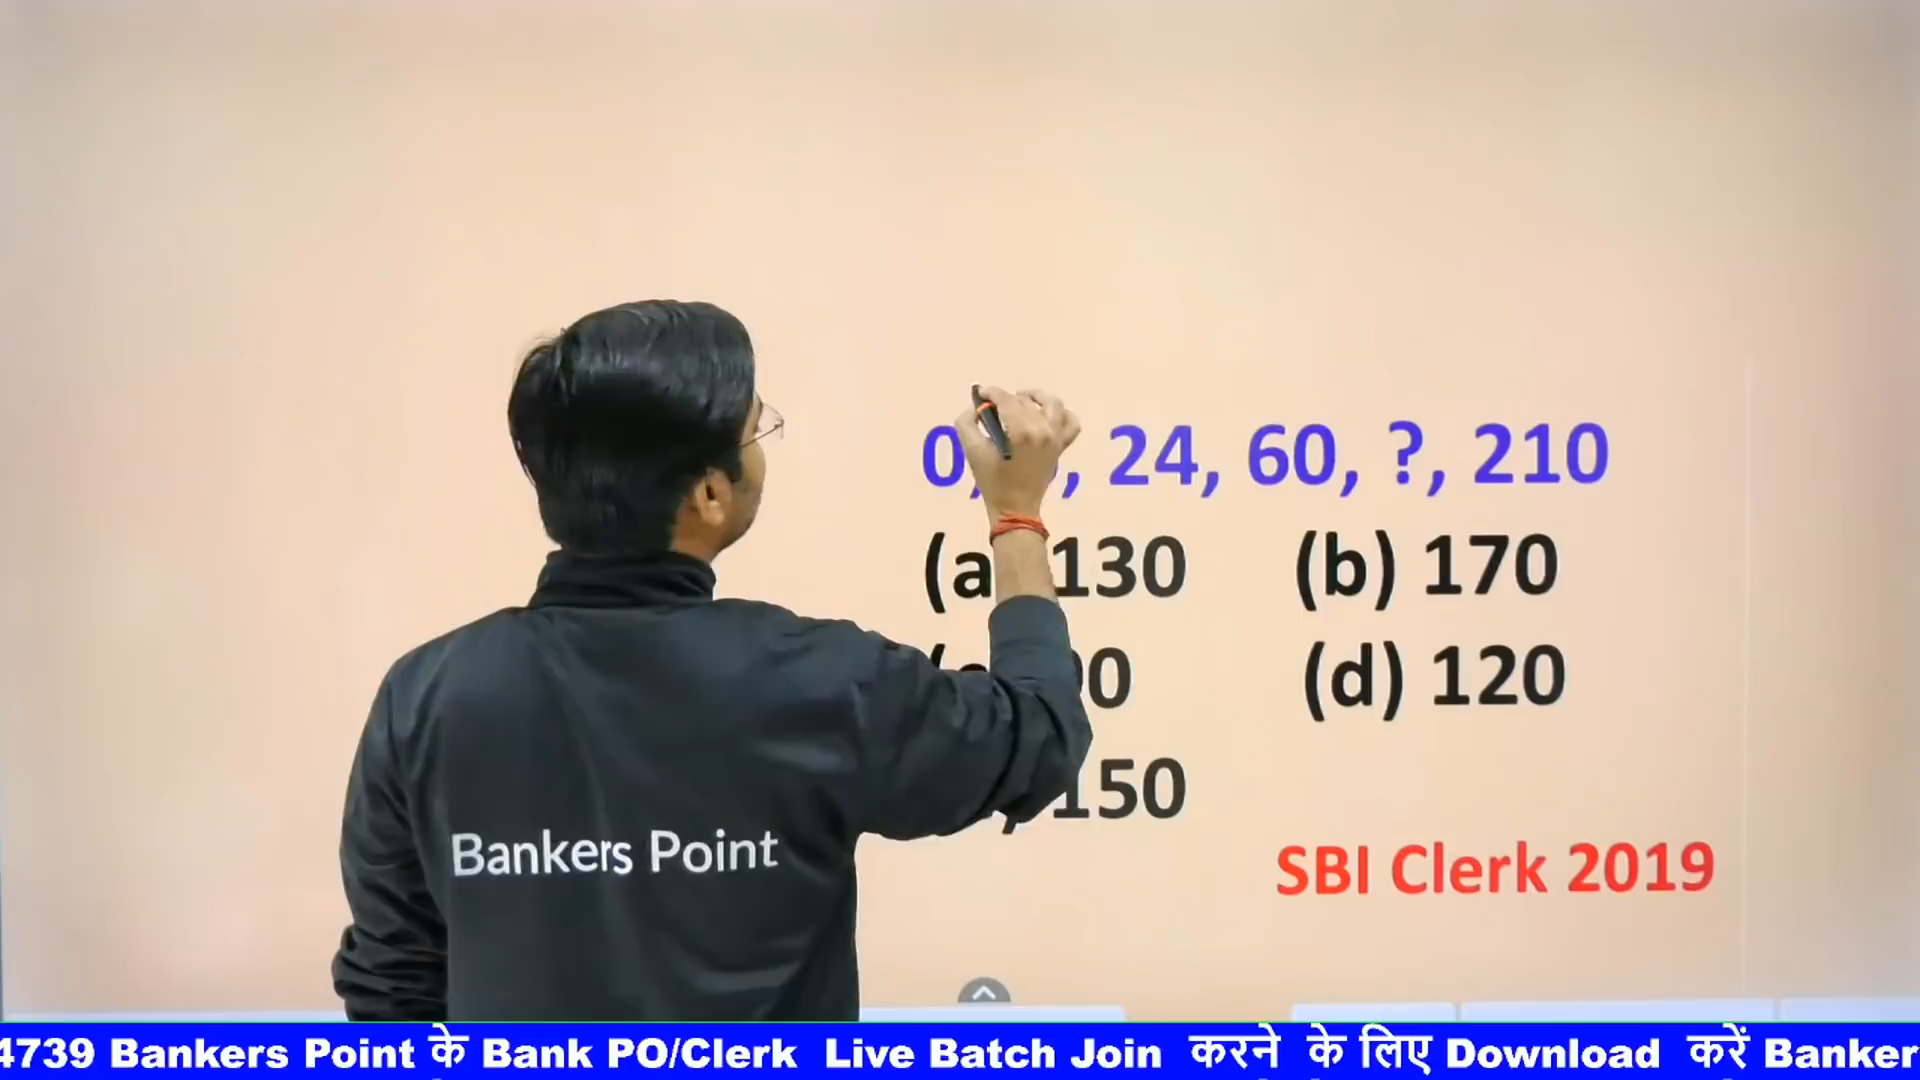 0, , 24, 60, ?, 210
(a 130 (b) 170
0 (d) 120
150
SBI Clerk 2019
Bankers Point
4739 Bankers Point के Bank PO/Clerk Live Batch Join करने के लिए Download करें Banker